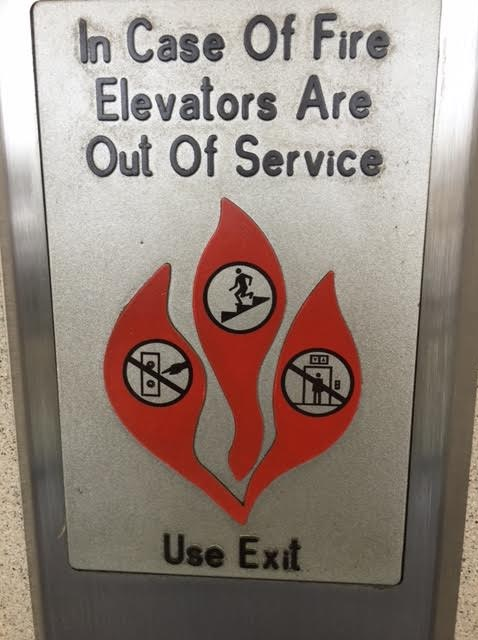 In Case Of Fire
Elevators Are
Out Of Service
Use Exit